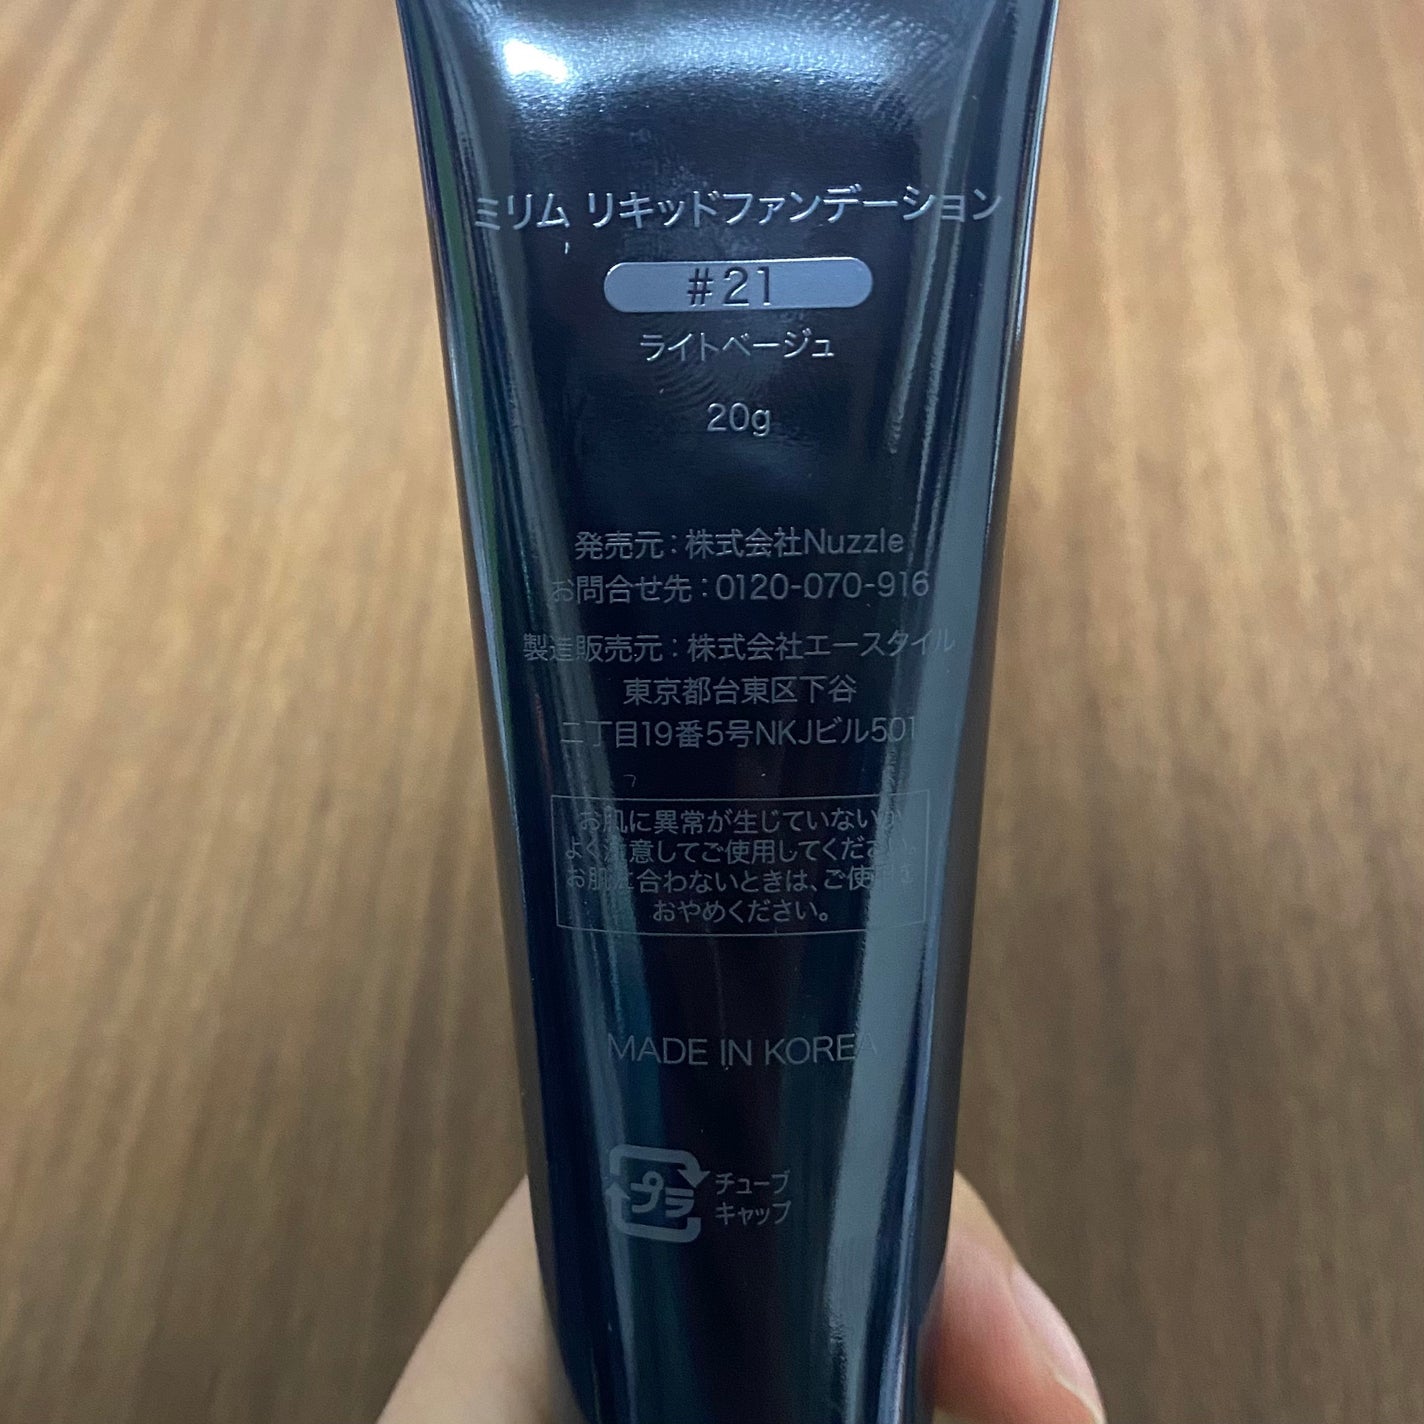 ミリム リキッドファンデーション
#21
ライトベージュ
20g
発売元：株式会社Nuzzle
お問合せ先：0120-070-916
製造販売元：株式会社エースタイル
東京都台東区下谷
二丁目19番5号NKJビル501
お肌に異常が生じていないか
よく注意してご使用してください。
お肌に合わないときは、ご使用を
おやめください。
MADE IN KOREA
プラ
チューブ
キャップ